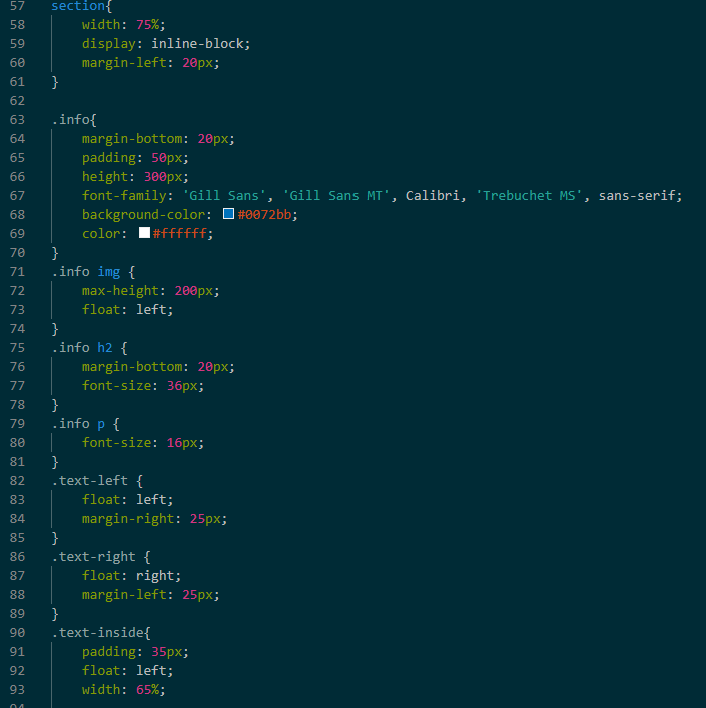 57 section{
58 width: 75%;
59 display: inline-block;
60 margin-left: 20px;
61 }
62
63 .info{
64 margin-bottom: 20px;
65 padding: 50px;
66 height: 300px;
67 font-family: 'Gill Sans', 'Gill Sans MT', Calibri, 'Trebuchet MS', sans-serif;
68 background-color: #0072bb;
69 color: #ffffff;
70 }
71 .info img {
72 max-height: 200px;
73 float: left;
74 }
75 .info h2 {
76 margin-bottom: 20px;
77 font-size: 36px;
78 }
79 .info p {
80 font-size: 16px;
81 }
82 .text-left {
83 float: left;
84 margin-right: 25px;
85 }
86 .text-right {
87 float: right;
88 margin-left: 25px;
89 }
90 .text-inside{
91 padding: 35px;
92 float: left;
93 width: 65%;